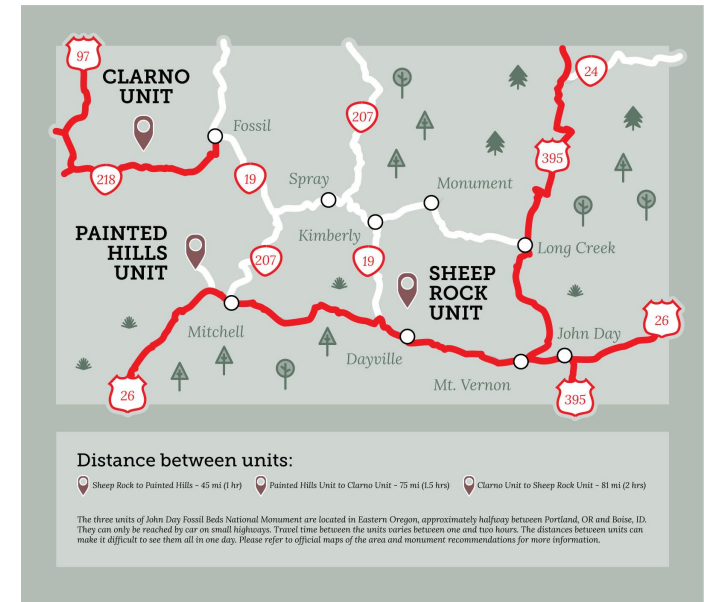 97
24
CLARNO
UNIT
207
Fossil
395
218
19
Spray
Monument
PAINTED
HILLS
UNIT
Kimberly
Long Creek
207
19
SHEEP
ROCK
UNIT
Mitchell
26
John Day
Dayville
Mt. Vernon
26
395
Distance between units:
Sheep Rock to Painted Hills - 45 mi (1 hr) Painted Hills Unit to Clarno Unit - 75 mi (1.5 hrs) Clarno Unit to Sheep Rock Unit - 81 mi (2 hrs)
The three units of John Day Fossil Beds National Monument are located in Eastern Oregon, approximately halfway between Portland, OR and Boise, ID.
They can only be reached by car on small highways. Travel time between the units varies between one and two hours. The distances between units can
make it difficult to see them all in one day. Please refer to official maps of the area and monument recommendations for more information.